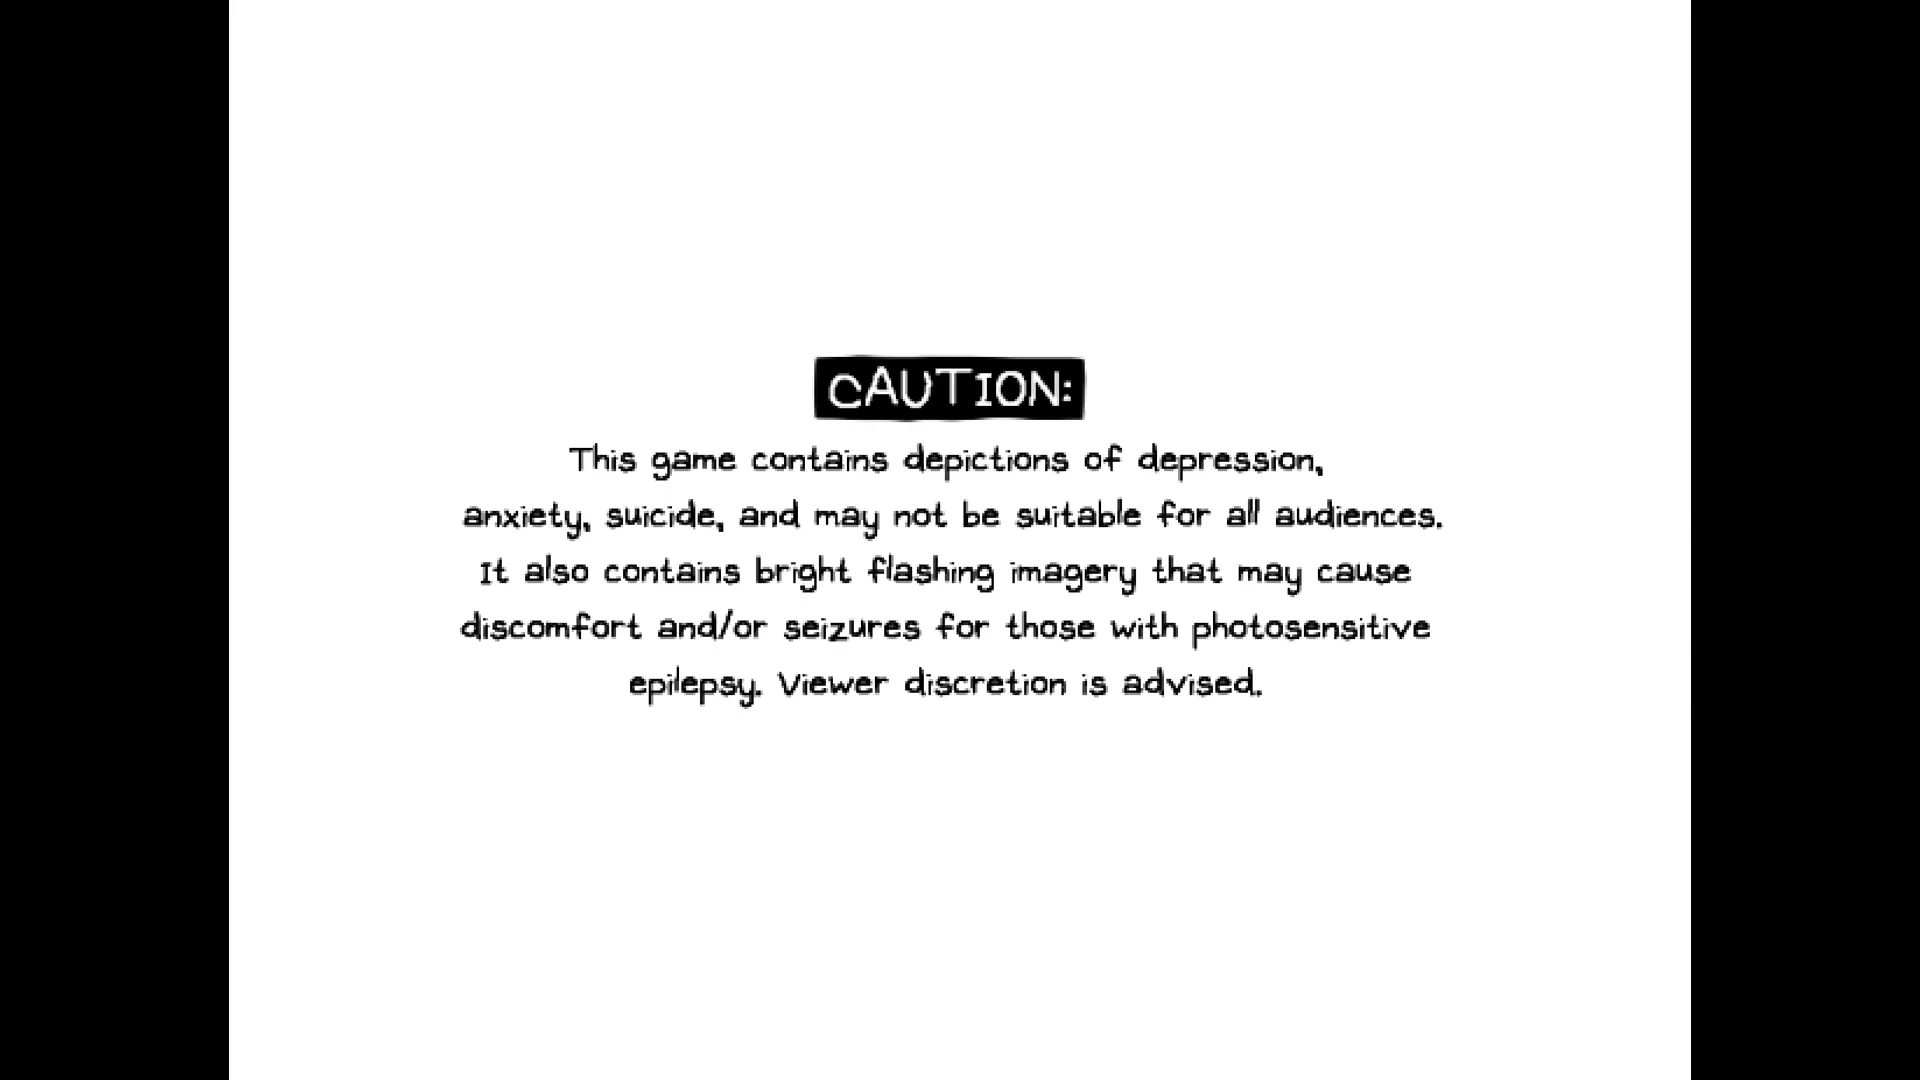 CAUTION:
This game contains depictions of depression,
anxiety, suicide, and may not be suitable for all audiences.
It also contains bright flashing imagery that may cause
discomfort and/or seizures for those with photosensitive
epilepsy. Viewer discretion is advised.